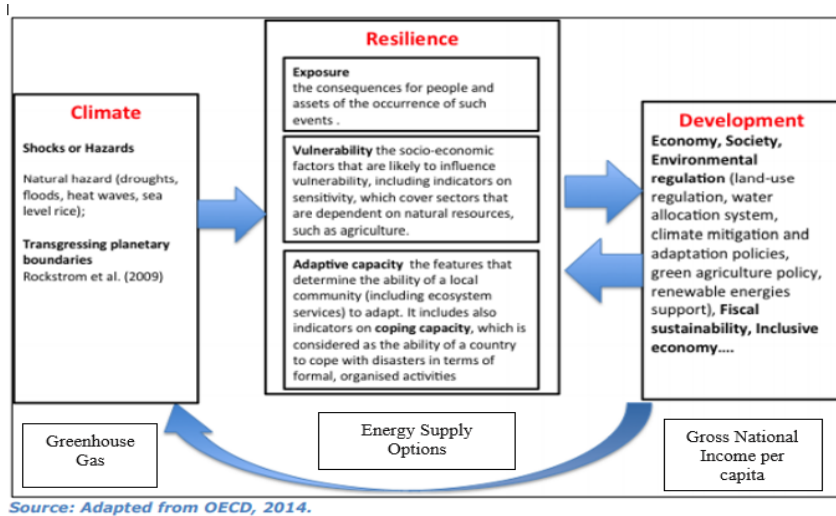 Climate
Shocks or Hazards
Natural hazard (droughts,
floods, heat waves, sea
level rice);
Transgressing planetary
boundaries
Rockstrom et al. (2009)
Resilience
Exposure
the consequences for people and
assets of the occurrence of such
events .
Vulnerability the socio-economic
factors that are likely to influence
vulnerability, including indicators on
sensitivity, which cover sectors that
are dependent on natural resources,
such as agriculture.
Adaptive capacity the features that
determine the ability of a local
community (including ecosystem
services) to adapt. It includes also
indicators on coping capacity, which is
considered as the ability of a country
to cope with disasters in terms of
formal, organised activities
Development
Economy, Society,
Environmental
regulation (land-use
regulation, water
allocation system,
climate mitigation and
adaptation policies,
green agriculture policy,
renewable energies
support), Fiscal
sustainability, Inclusive
economy....
Greenhouse
Gas
Energy Supply
Options
Gross National
Income per
capita
Source: Adapted from OECD, 2014.